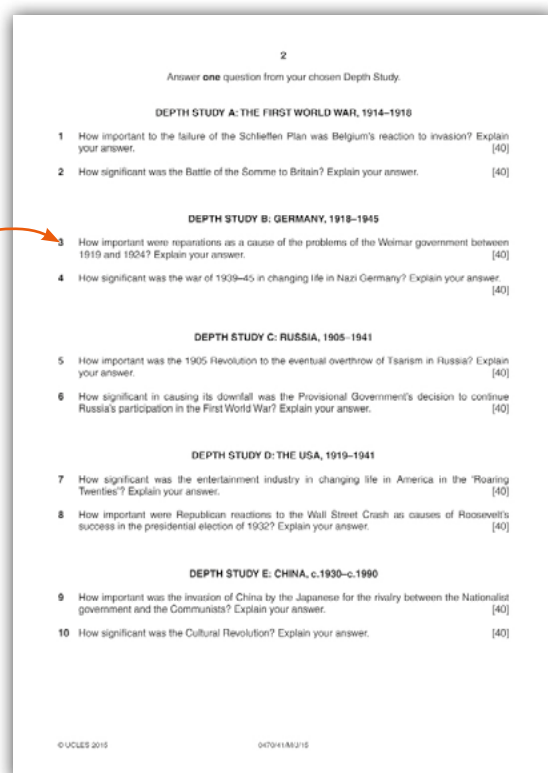 2
Answer one question from your chosen Depth Study.
DEPTH STUDY A: THE FIRST WORLD WAR, 1914–1918
1 How important to the failure of the Schlieffen Plan was Belgium's reaction to invasion? Explain
your answer. [40]
2 How significant was the Battle of the Somme to Britain? Explain your answer. [40]
DEPTH STUDY B: GERMANY, 1918–1945
3 How important were reparations as a cause of the problems of the Weimar government between
1919 and 1924? Explain your answer. [40]
4 How significant was the war of 1939–45 in changing life in Nazi Germany? Explain your answer.
[40]
DEPTH STUDY C: RUSSIA, 1905–1941
5 How important was the 1905 Revolution to the eventual overthrow of Tsarism in Russia? Explain
your answer. [40]
6 How significant in causing its downfall was the Provisional Government's decision to continue
Russia's participation in the First World War? Explain your answer. [40]
DEPTH STUDY D: THE USA, 1919–1941
7 How significant was the entertainment industry in changing life in America in the 'Roaring
Twenties'? Explain your answer. [40]
8 How important were Republican reactions to the Wall Street Crash as causes of Roosevelt's
success in the presidential election of 1932? Explain your answer. [40]
DEPTH STUDY E: CHINA, c.1930–c.1990
9 How important was the invasion of China by the Japanese for the rivalry between the Nationalist
government and the Communists? Explain your answer. [40]
10 How significant was the Cultural Revolution? Explain your answer. [40]
© UCLES 2015 0470/41/M/J/15